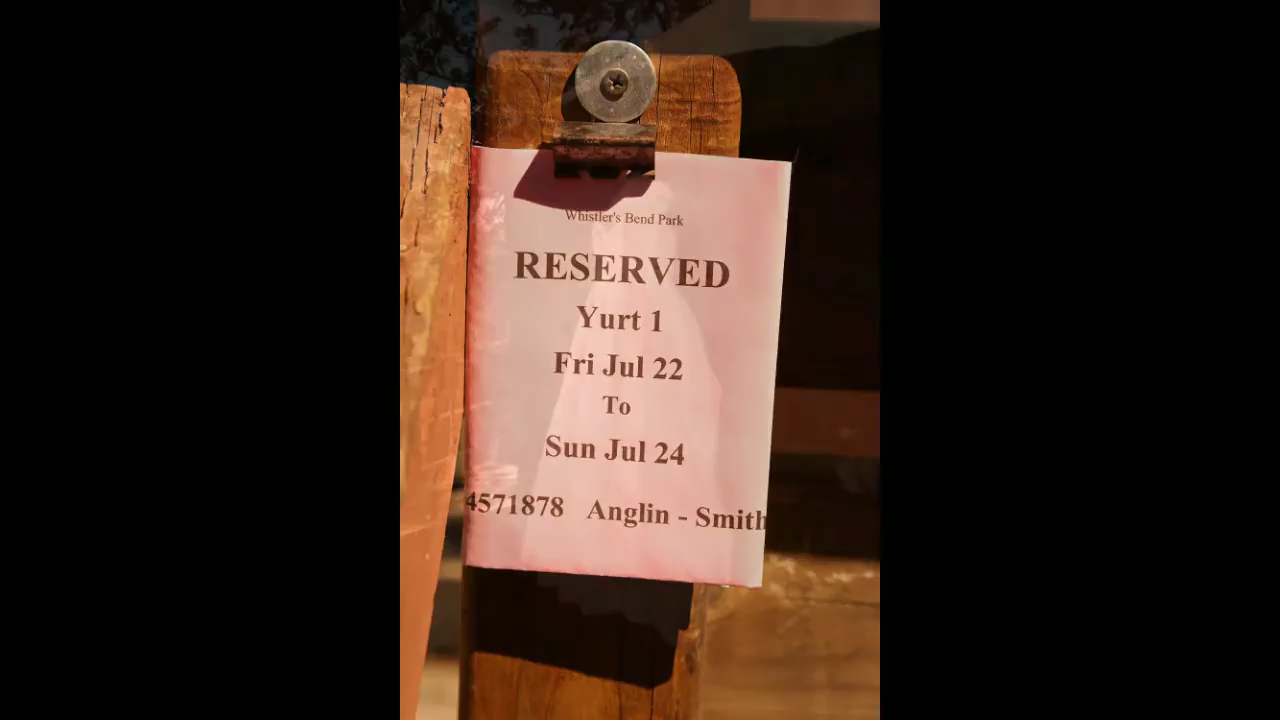 Whistler's Bend Park
RESERVED
Yurt 1
Fri Jul 22
To
Sun Jul 24
4571878 Anglin - Smith